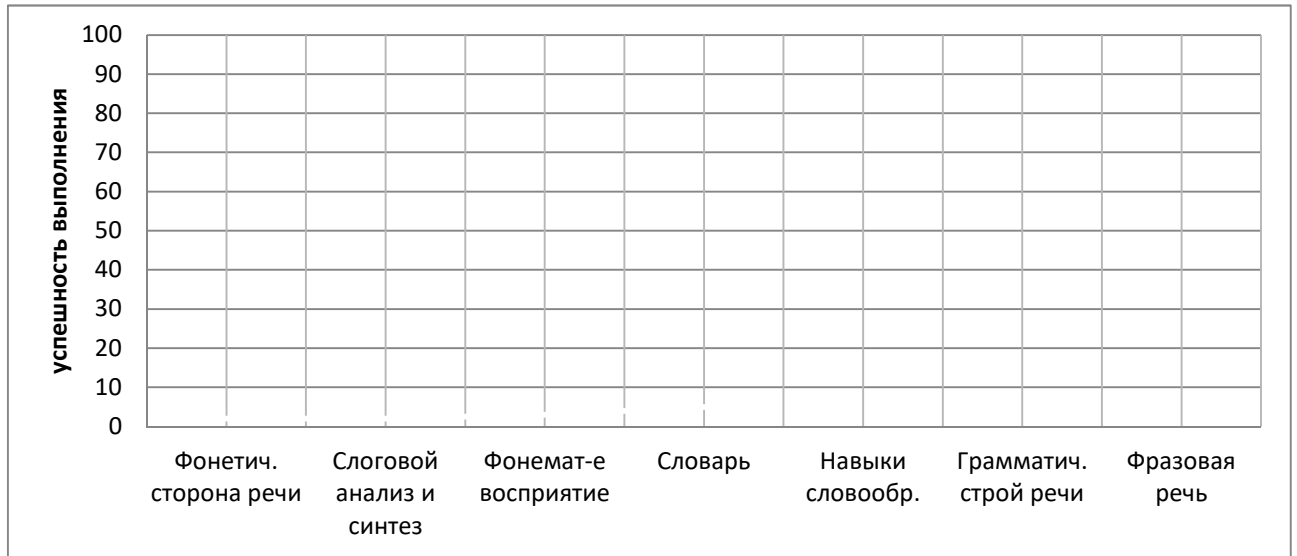 успешность выполнения
100
90
80
70
60
50
40
30
20
10
0
Фонетич.
сторона речи
Слоговой
анализ и
синтез
Фонемат-е
восприятие
Словарь
Навыки
словообр.
Грамматич.
строй речи
Фразовая
речь